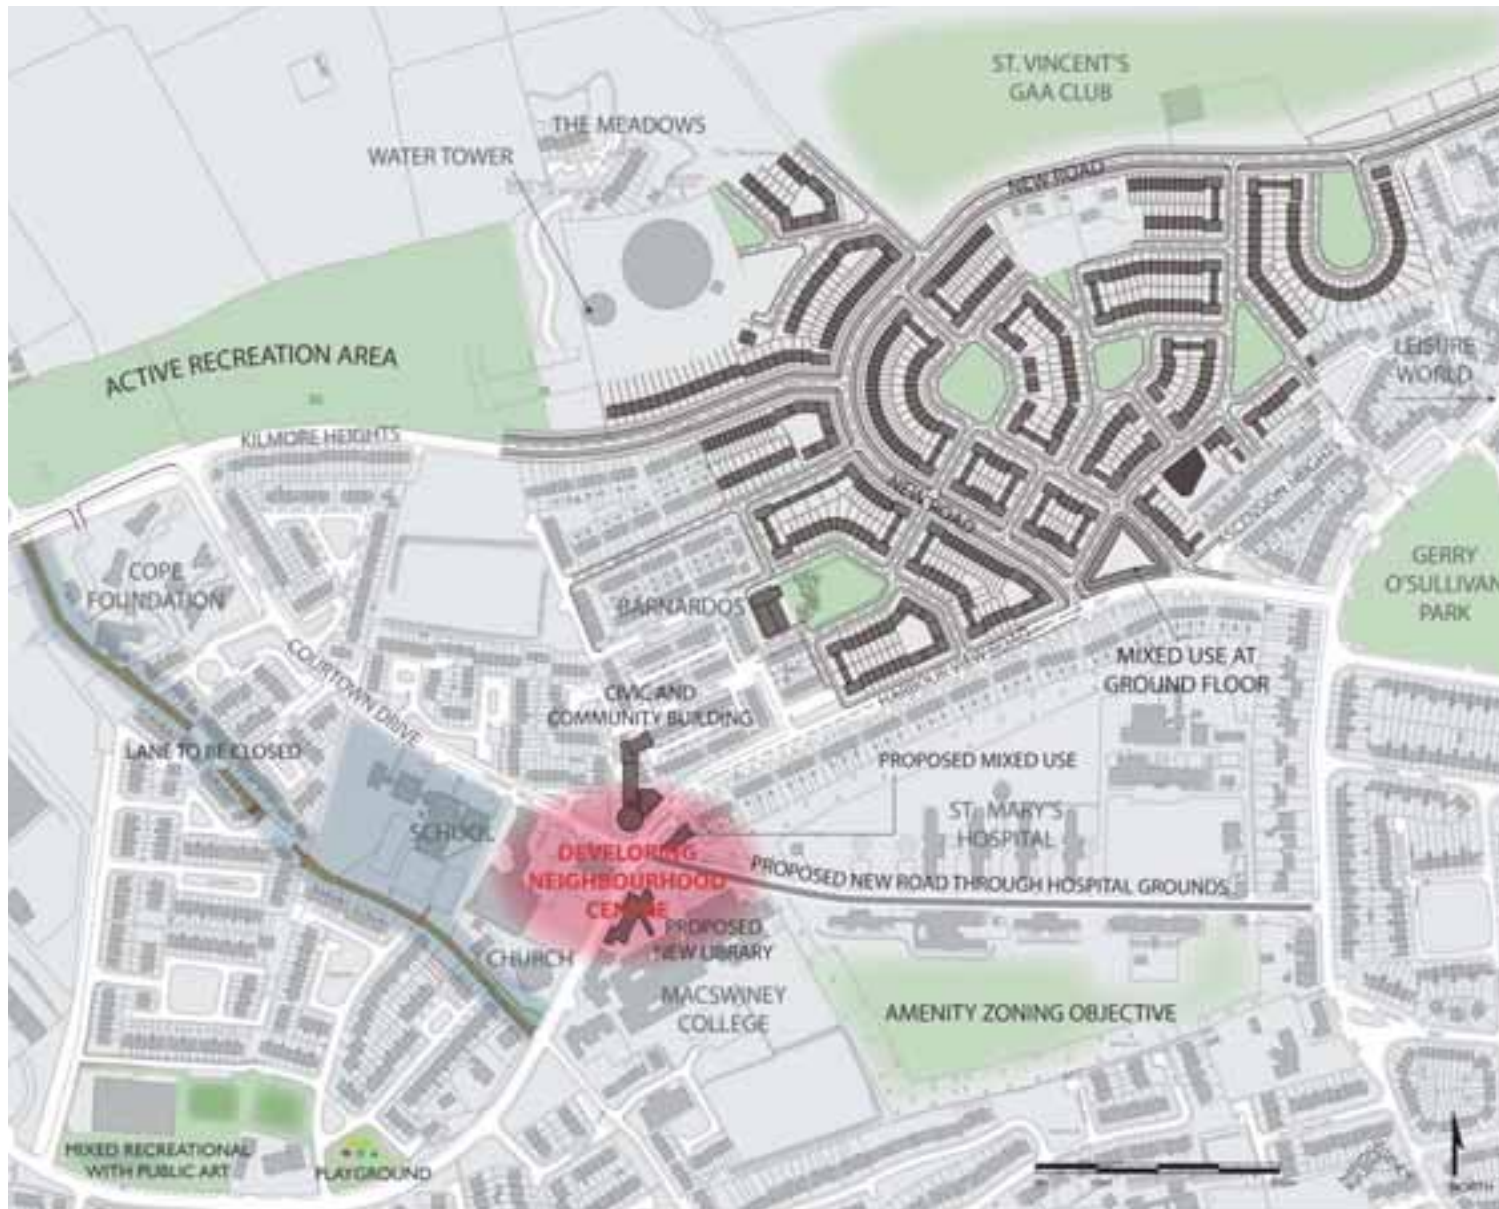 ST. VINCENT'S
GAA CLUB
THE MEADOWS
WATER TOWER
NEW ROAD
ACTIVE RECREATION AREA
LEISURE
WORLD
KILMORE HEIGHTS
NEW ROAD
GERRY
O'SULLIVAN
PARK
COPE
FOUNDATION
BARNARDOS
COURTOWN DRIVE
MIXED USE AT
GROUND FLOOR
CIVIC AND
COMMUNITY BUILDING
LANE TO BE CLOSED
PROPOSED MIXED USE
SCHOOL
ST. MARY'S
HOSPITAL
DEVELOPING
NEIGHBOURHOOD
CENTRE
PROPOSED NEW ROAD THROUGH HOSPITAL GROUNDS
PROPOSED
NEW LIBRARY
CHURCH
MACSWINEY
COLLEGE
AMENITY ZONING OBJECTIVE
MIXED RECREATIONAL
WITH PUBLIC ART
PLAYGROUND
NORTH